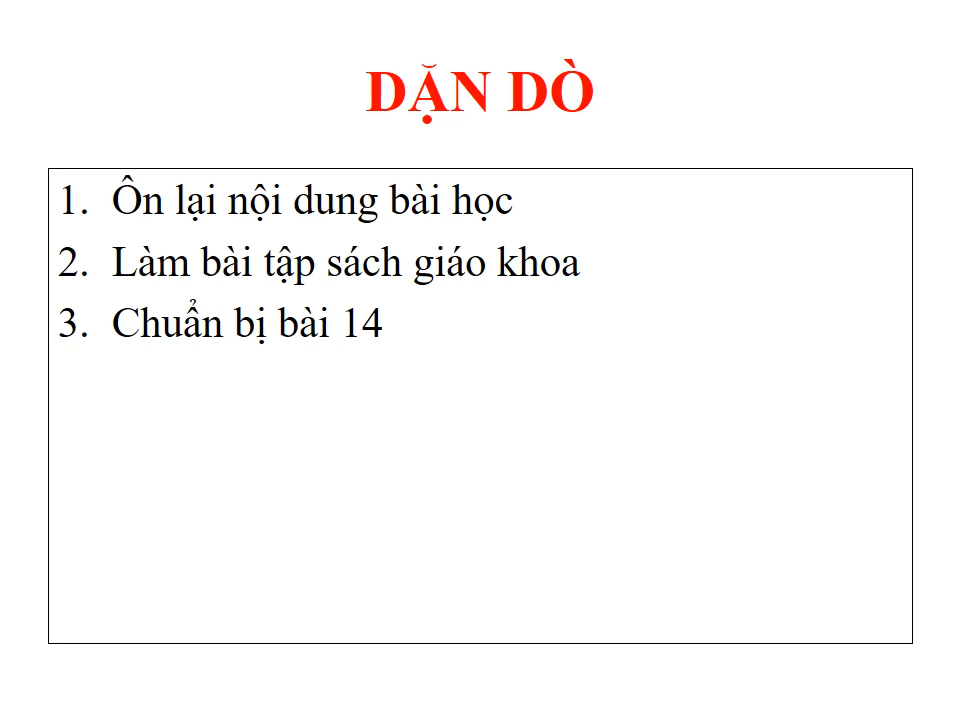 DẶN DÒ
1. Ôn lại nội dung bài học
2. Làm bài tập sách giáo khoa
3. Chuẩn bị bài 14